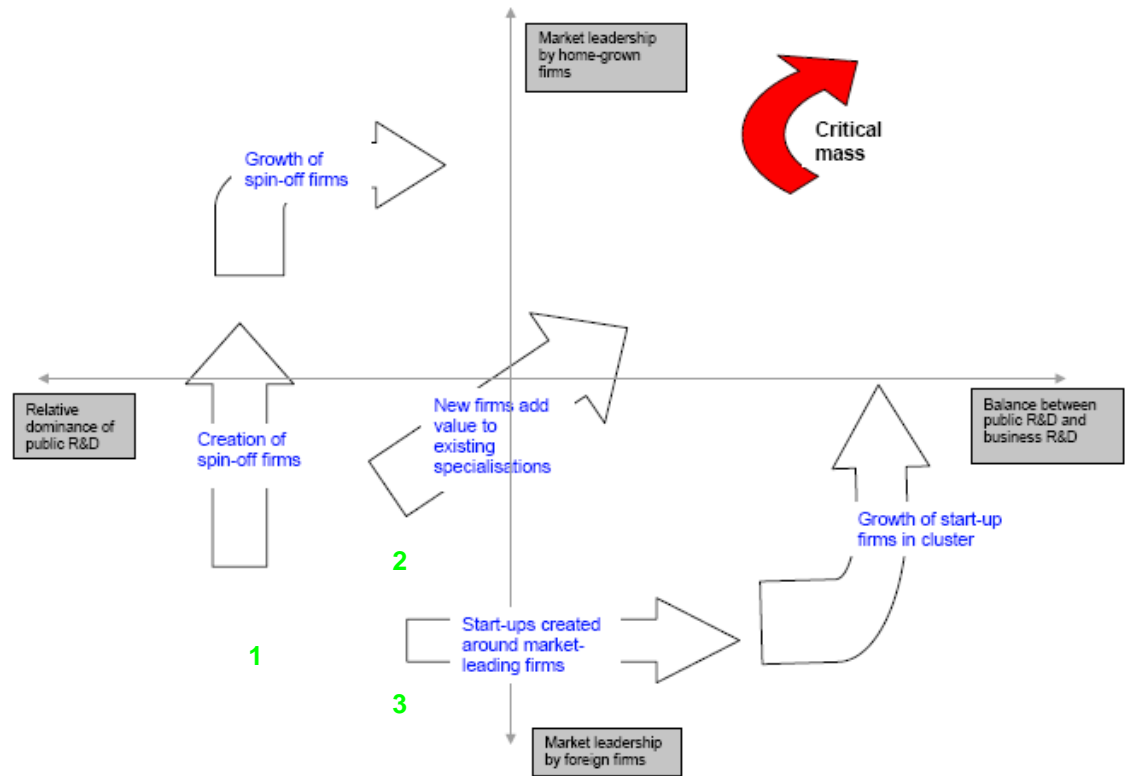 Market leadership
by home-grown
firms
Critical
mass
Growth of
spin-off firms
Relative
dominance of
public R&D
Creation of
spin-off firms
New firms add
value to
existing
specialisations
Balance between
public R&D and
business R&D
Growth of start-up
firms in cluster
2
Start-ups created
around market-
leading firms
1
3
Market leadership
by foreign firms